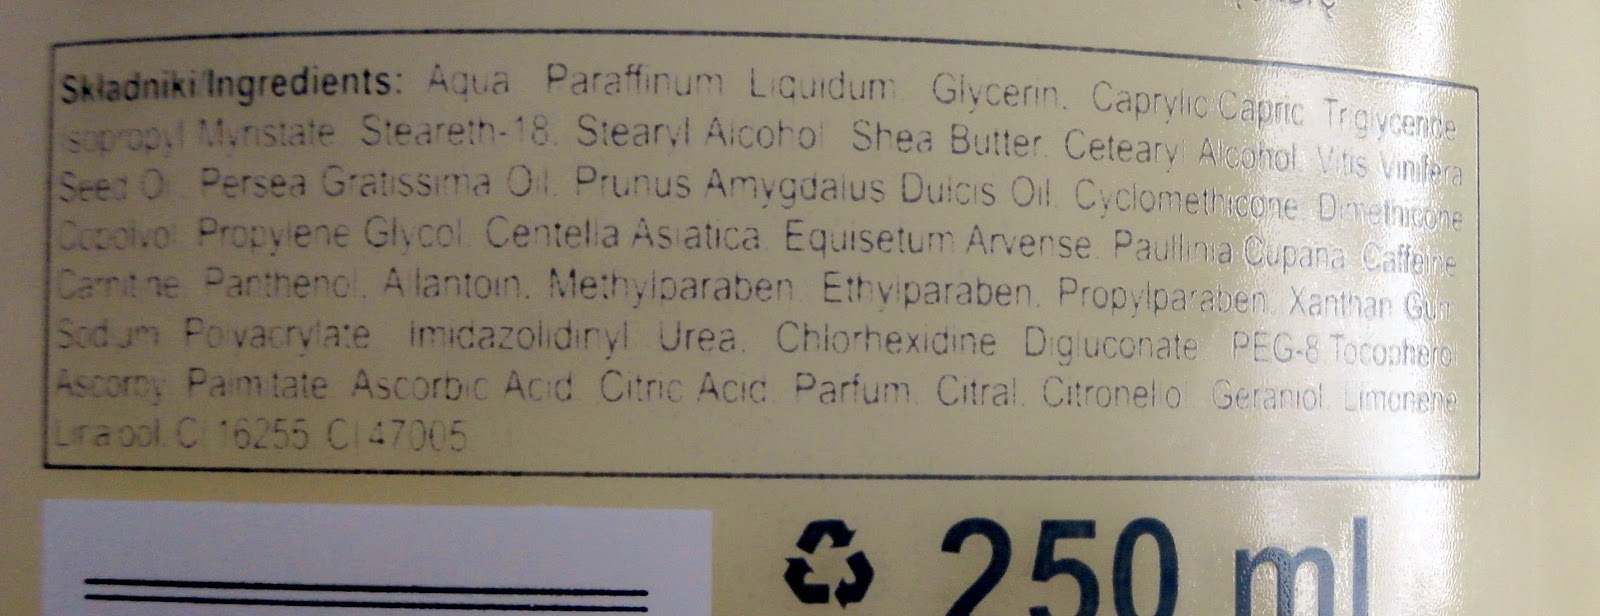 Składniki/Ingredients: Aqua, Paraffinum Liquidum, Glycerin, Caprylic/Capric Triglyceride,
Isopropyl Myristate, Steareth-18, Stearyl Alcohol, Shea Butter, Cetearyl Alcohol, Vitis Vinifera
Seed Oil, Persea Gratissima Oil, Prunus Amygdalus Dulcis Oil, Cyclomethicone, Dimethicone
Copolyol, Propylene Glycol, Centella Asiatica, Equisetum Arvense, Paullinia Cupana, Caffeine,
Carnitine, Panthenol, Allantoin, Methylparaben, Ethylparaben, Propylparaben, Xanthan Gum,
Sodium Polyacrylate, Imidazolidinyl Urea, Chlorhexidine Digluconate, PEG-8, Tocopherol,
Ascorbyl Palmitate, Ascorbic Acid, Citric Acid, Parfum, Citral, Citronellol, Geraniol, Limonene,
Linalool, CI 16255, CI 47005
250 ml